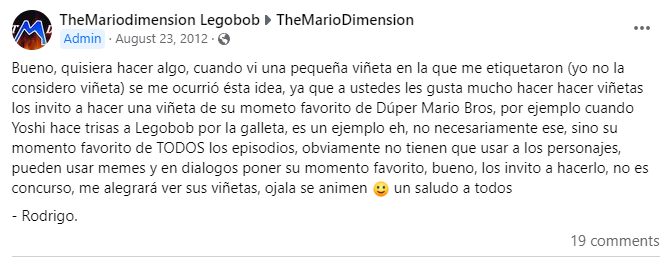 TheMariodimension Legobob ▸ TheMarioDimension
Admin · August 23, 2012 ·
Bueno, quisiera hacer algo, cuando vi una pequeña viñeta en la que me etiquetaron (yo no la
considero viñeta) se me ocurrió ésta idea, ya que a ustedes les gusta mucho hacer hacer viñetas
los invito a hacer una viñeta de su mometo favorito de Dúper Mario Bros, por ejemplo cuando
Yoshi hace trisas a Legobob por la galleta, es un ejemplo eh, no necesariamente ese, sino su
momento favorito de TODOS los episodios, obviamente no tienen que usar a los personajes,
pueden usar memes y en dialogos poner su momento favorito, bueno, los invito a hacerlo, no es
concurso, me alegrará ver sus viñetas, ojala se animen 🙂 un saludo a todos
- Rodrigo.
19 comments